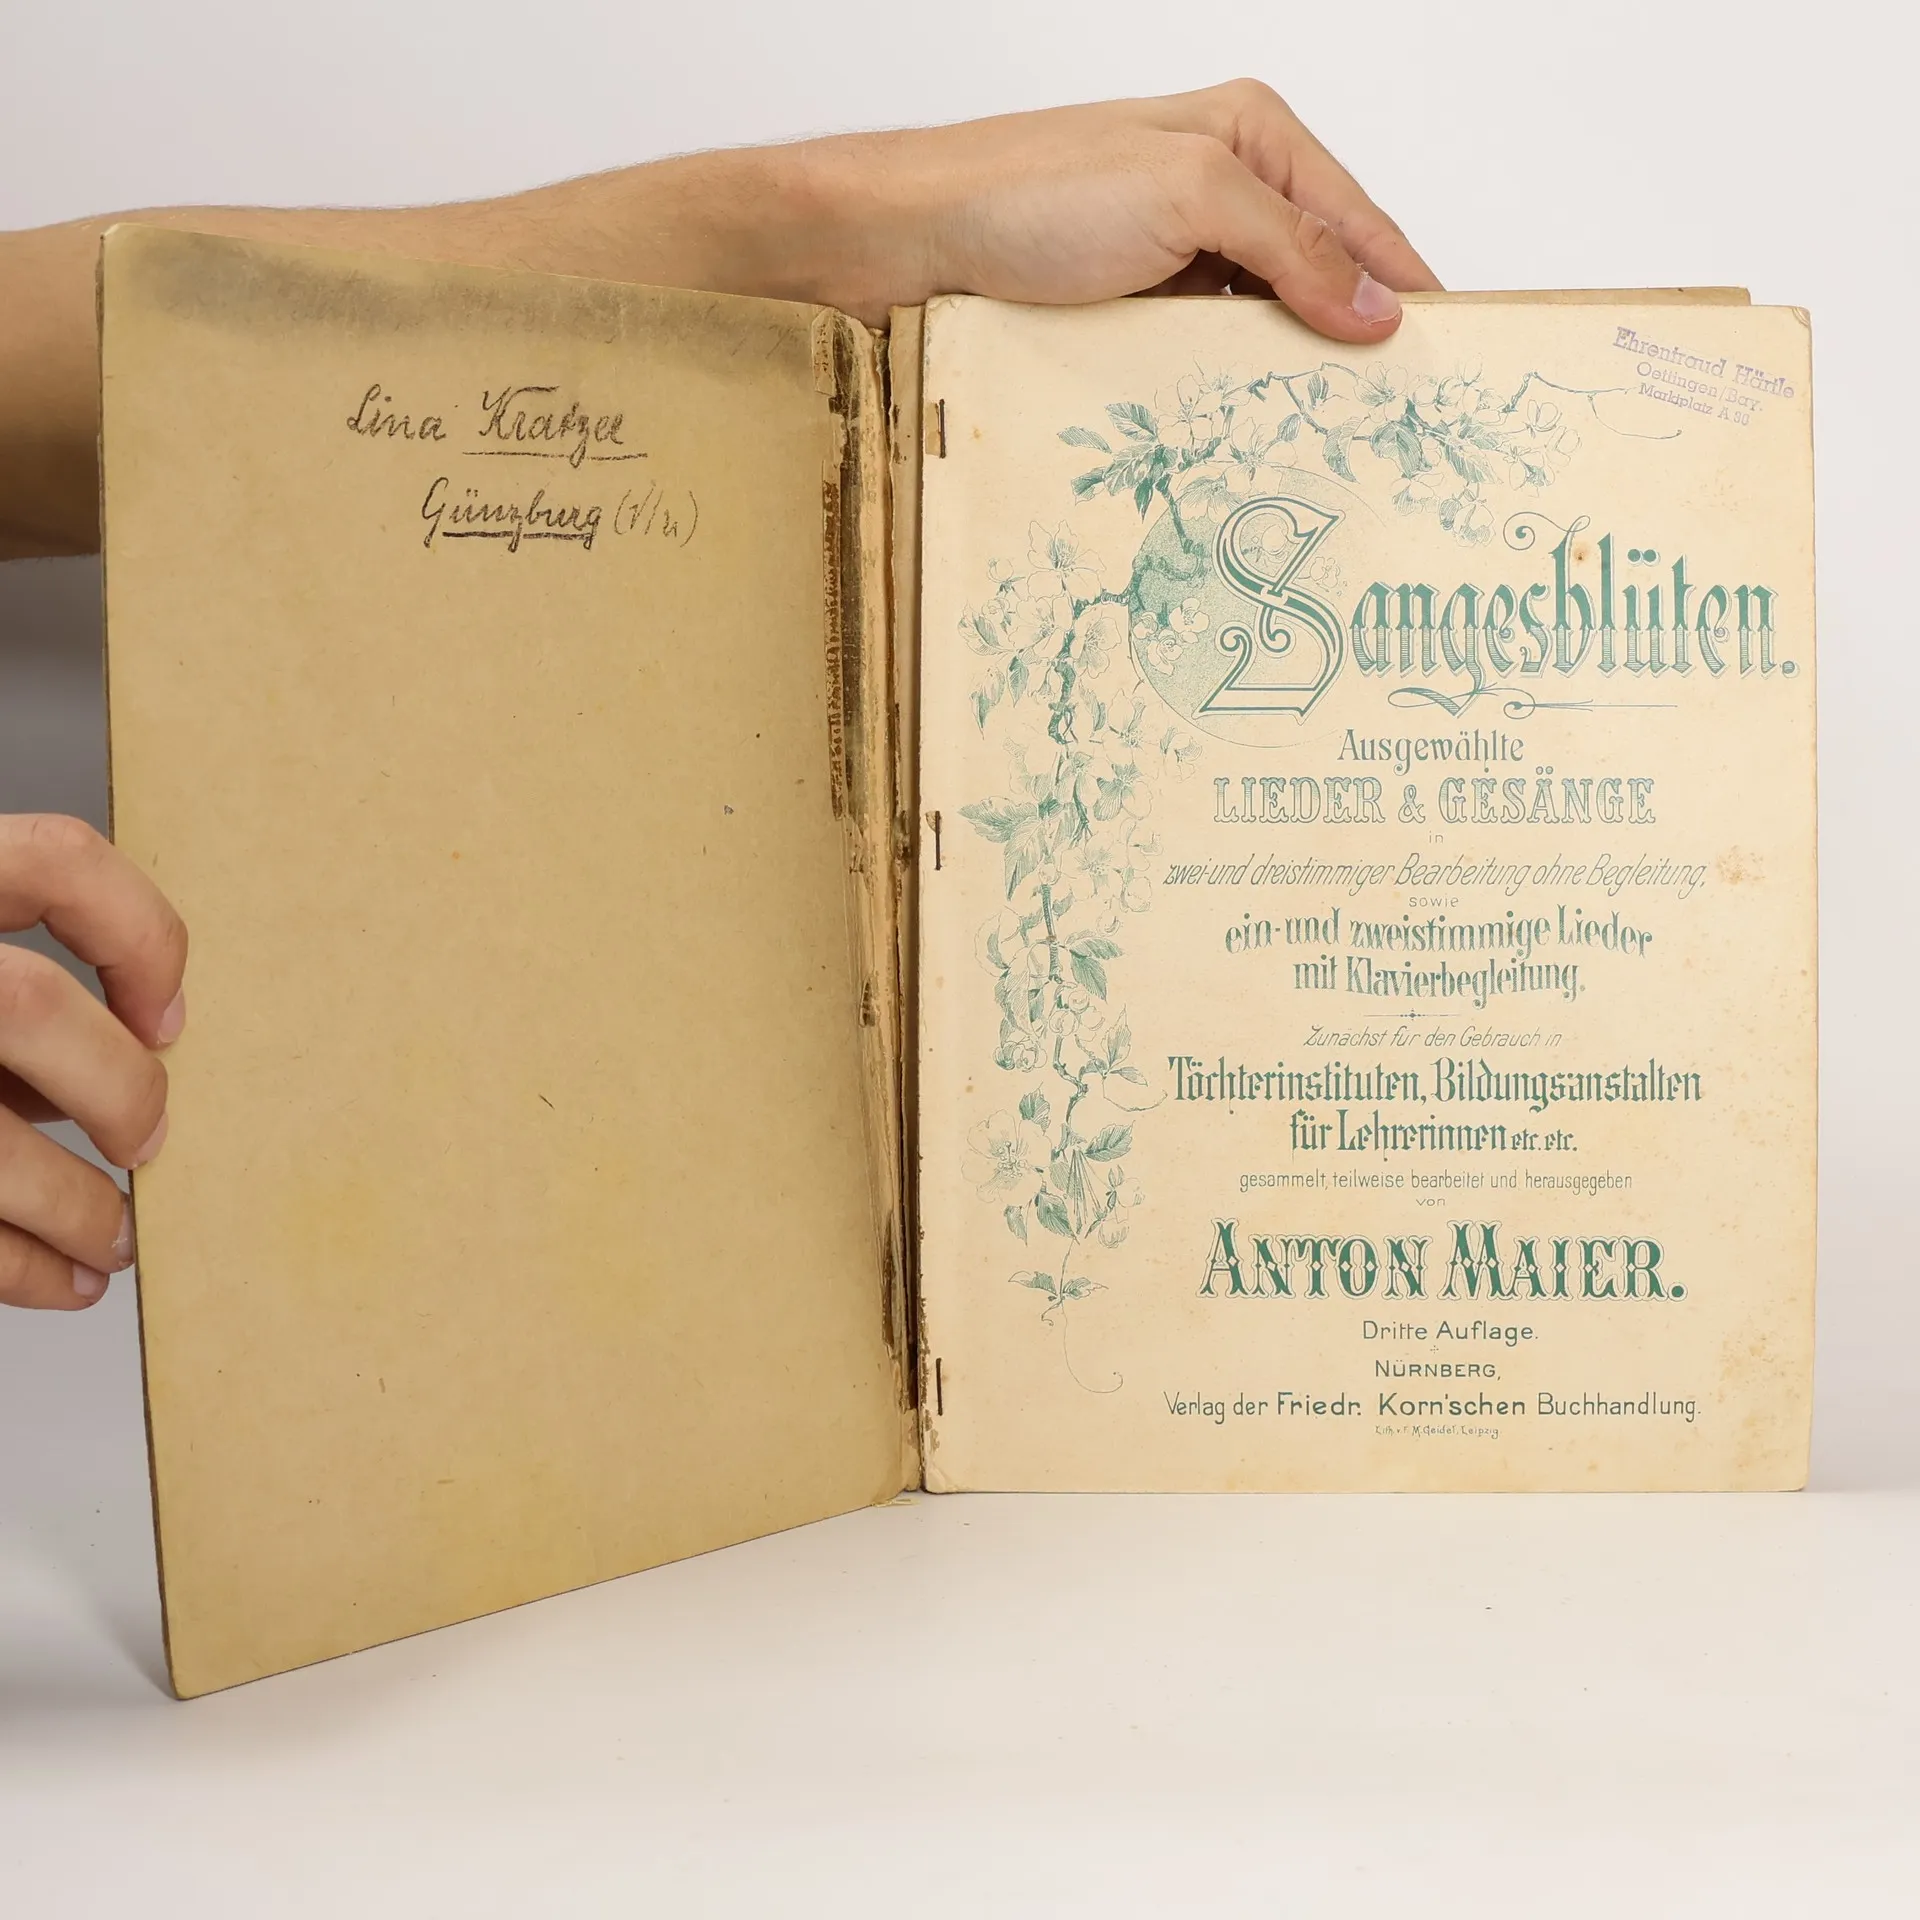 Lina Kratzer
Günzburg
Ehrentraud Härtle
Oettingen/Bay.
Marktplatz A 30
Sangesblüten.
Ausgewählte
LIEDER & GESÄNGE
in
zwei- und dreistimmiger Bearbeitung ohne Begleitung,
sowie
ein- und zweistimmige Lieder
mit Klavierbegleitung.
Zunächst für den Gebrauch in
Töchterinstituten, Bildungsanstalten
für Lehrerinnen etc. etc.
gesammelt, teilweise bearbeitet und herausgegeben
von
ANTON MAIER.
Dritte Auflage.
NÜRNBERG,
Verlag der Friedr. Korn'schen Buchhandlung.
Lith. v. F. M. Geidel, Leipzig.